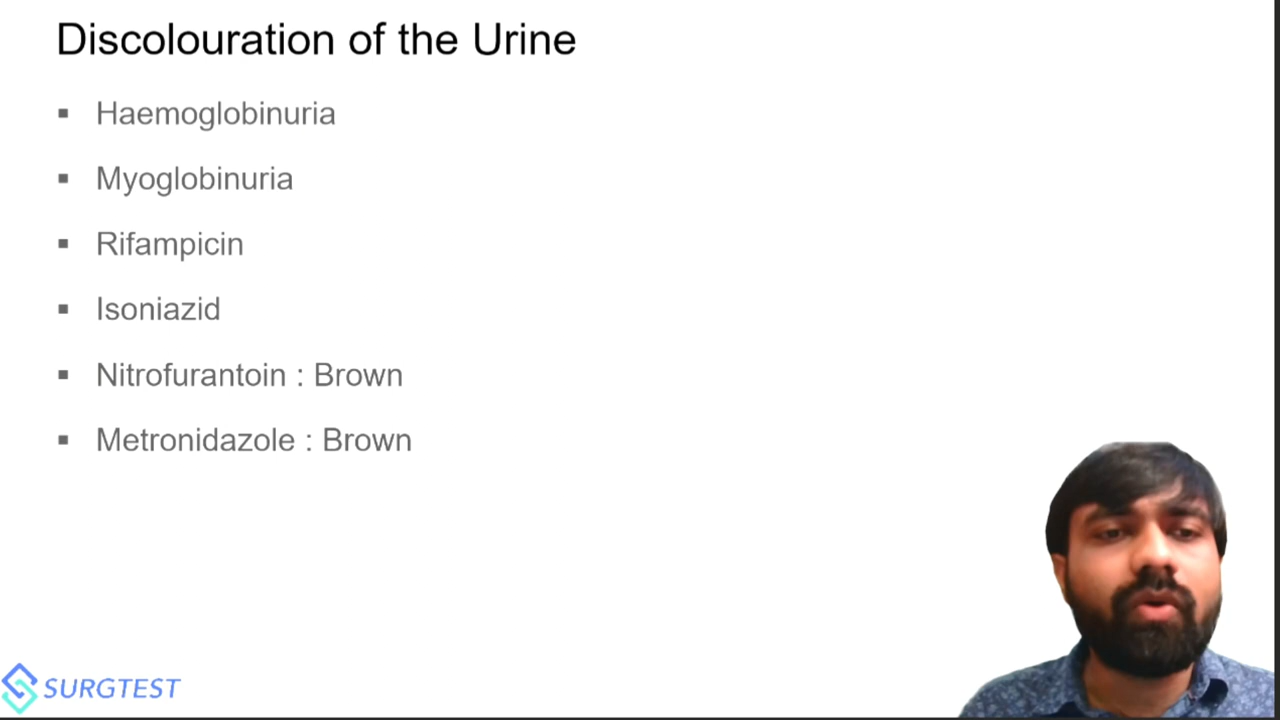 Discolouration of the Urine
▪ Haemoglobinuria
▪ Myoglobinuria
▪ Rifampicin
▪ Isoniazid
▪ Nitrofurantoin : Brown
▪ Metronidazole : Brown
SURGTEST